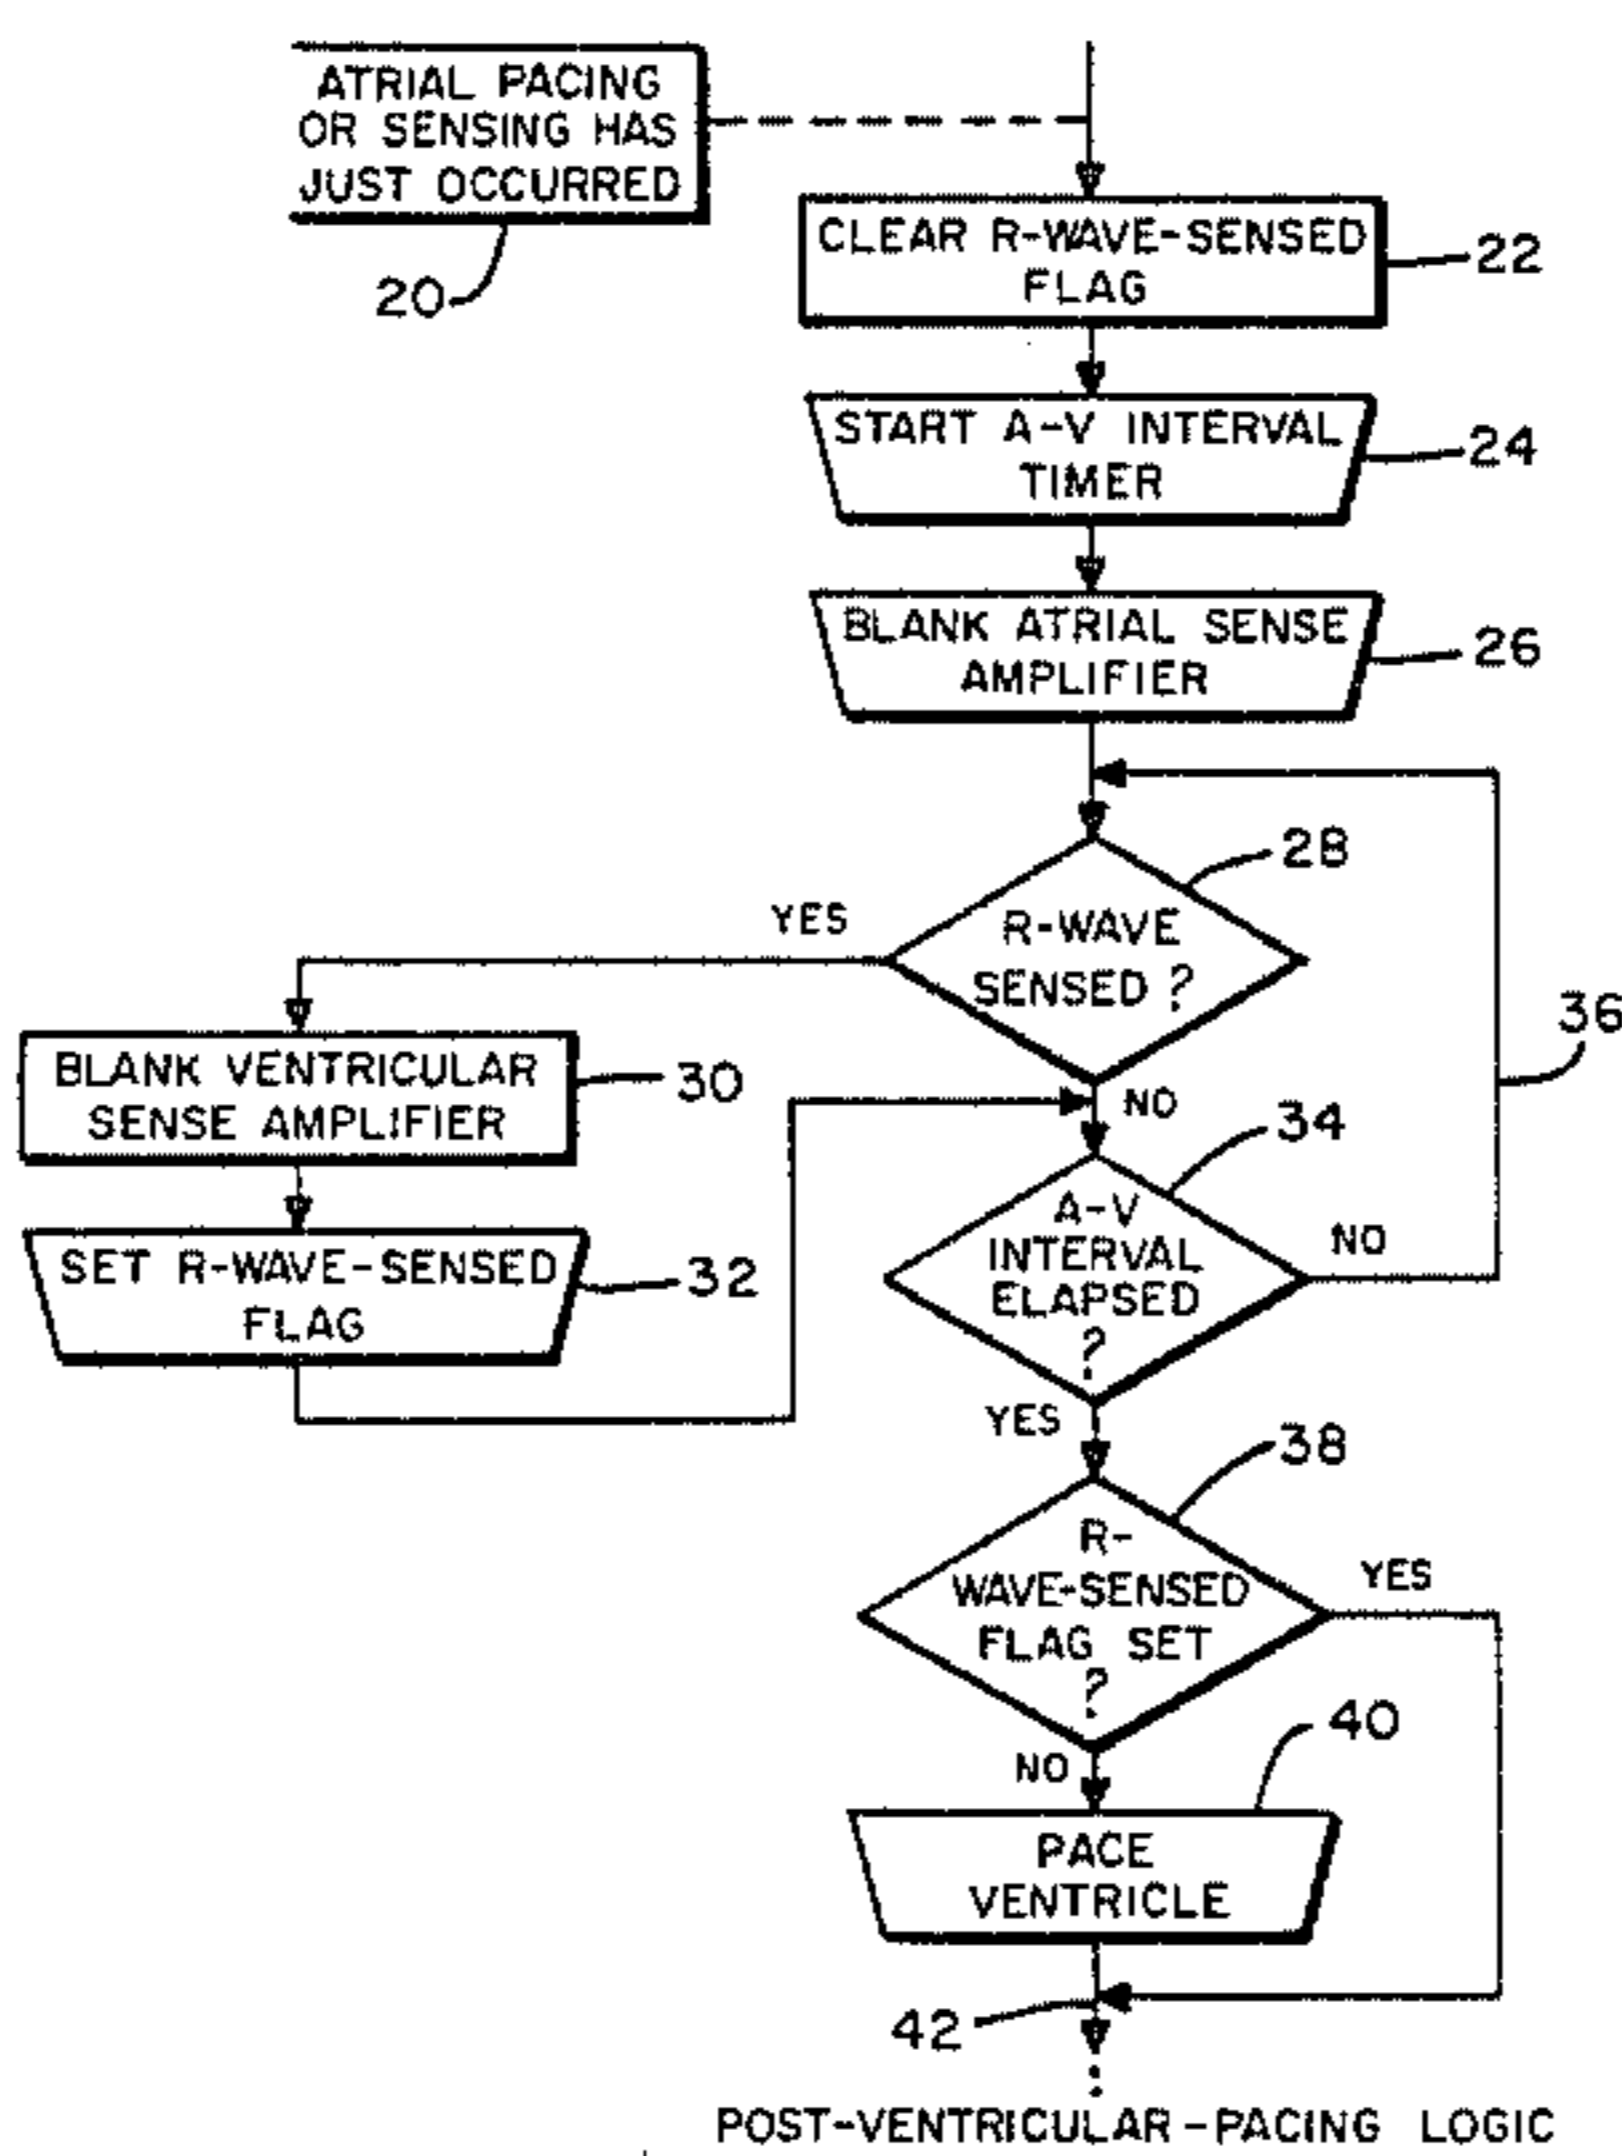 ATRIAL PACING
OR SENSING HAS
JUST OCCURRED
20
CLEAR R-WAVE-SENSED
FLAG
22
START A-V INTERVAL
TIMER
24
BLANK ATRIAL SENSE
AMPLIFIER
26
28
YES
R-WAVE
SENSED ?
36
BLANK VENTRICULAR
SENSE AMPLIFIER
30
NO
34
A-V
INTERVAL
ELAPSED
?
NO
SET R-WAVE-SENSED
FLAG
32
YES
38
R-
WAVE-SENSED
FLAG SET
?
YES
NO
40
PACE
VENTRICLE
42
POST-VENTRICULAR-PACING LOGIC